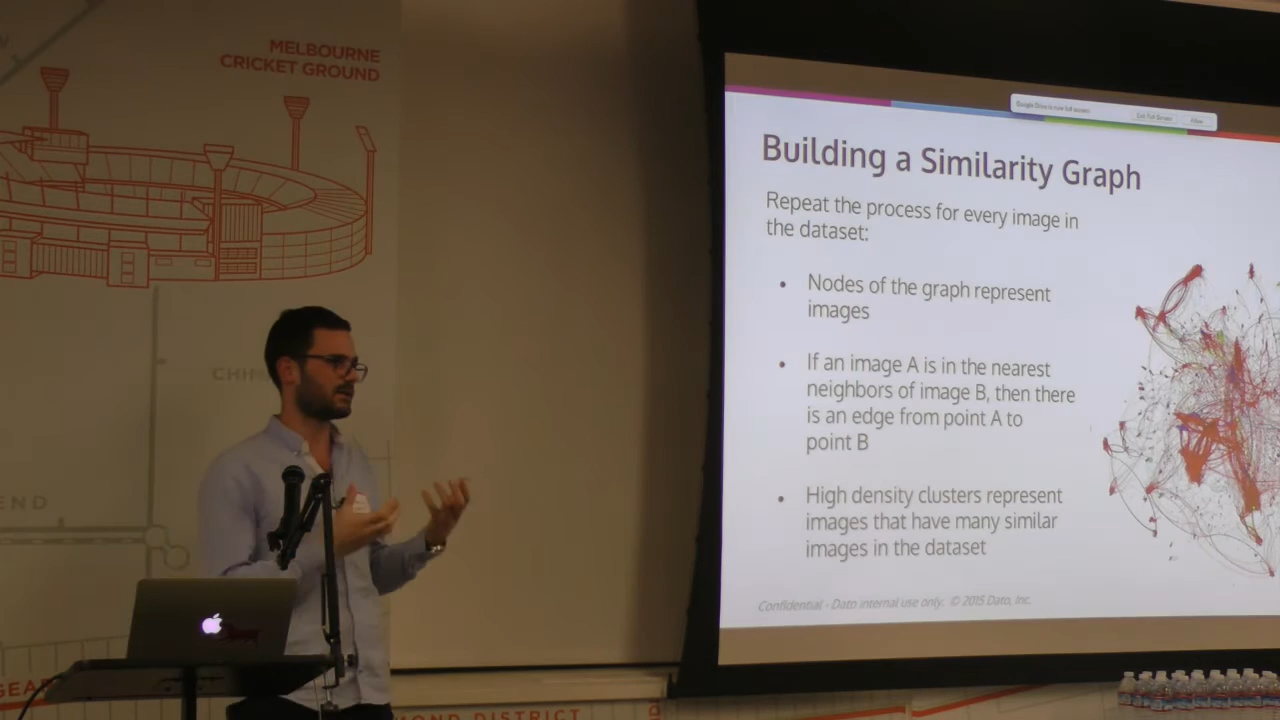 MELBOURNE
CRICKET GROUND
END
Building a Similarity Graph
Repeat the process for every image in
the dataset:
• Nodes of the graph represent
images
• If an image A is in the nearest
neighbors of image B, then there
is an edge from point A to
point B
• High density clusters represent
images that have many similar
images in the dataset
Confidential - Dato internal use only. © 2015 Dato, Inc.
GEA
DISTRICT